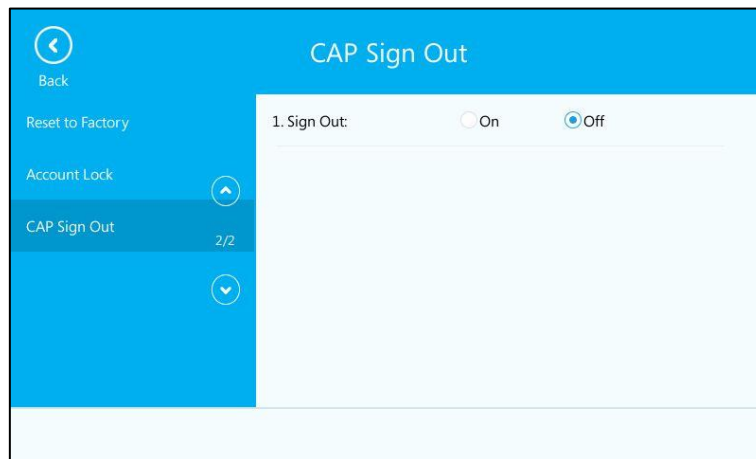 CAP Sign Out
Back
Reset to Factory
1. Sign Out: On Off
Account Lock
CAP Sign Out
2/2